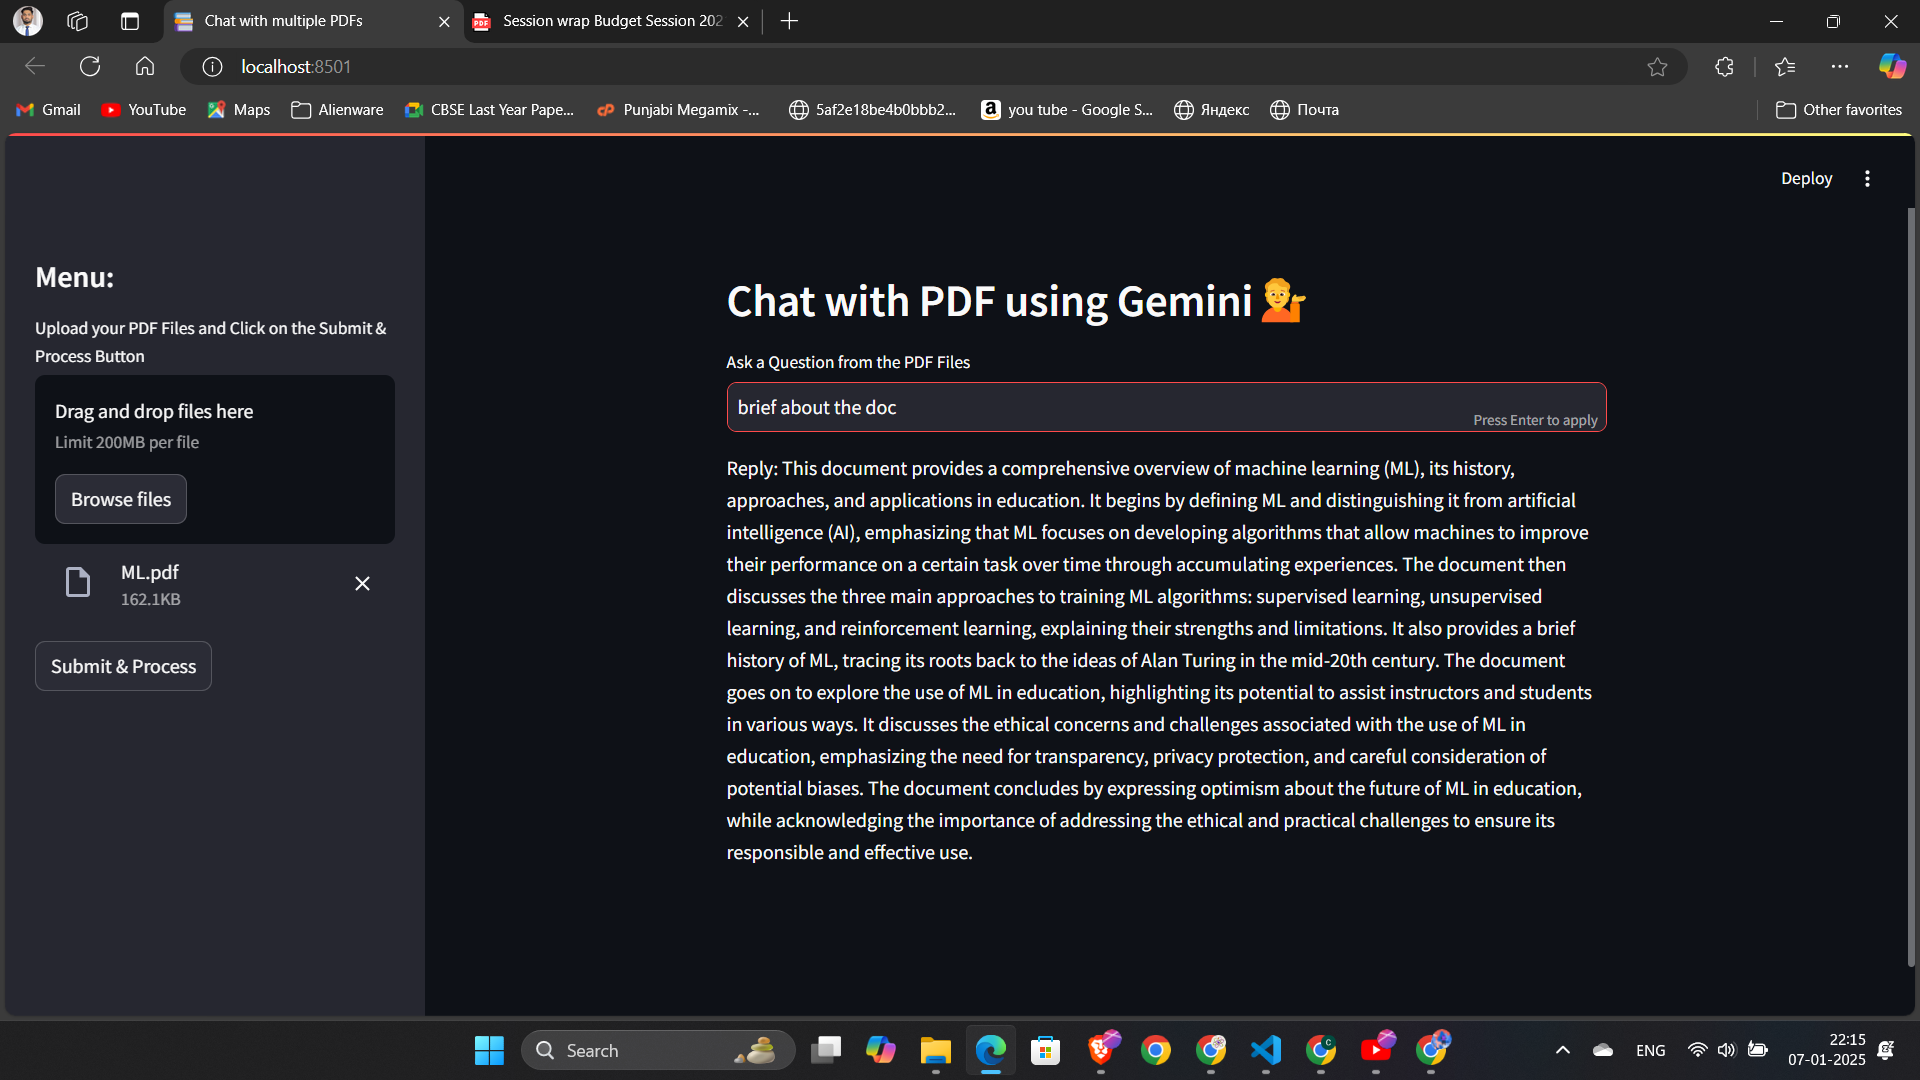 Chat with multiple PDFs
Session wrap Budget Session 202
localhost:8501
Gmail
YouTube
Maps
Alienware
CBSE Last Year Pape...
Punjabi Megamix -...
5af2e18be4b0bbb2...
you tube - Google S...
Яндекс
Почта
Other favorites
Deploy
Menu:
Upload your PDF Files and Click on the Submit &
Process Button
Drag and drop files here
Limit 200MB per file
Browse files
ML.pdf
162.1KB
Submit & Process
Chat with PDF using Gemini
Ask a Question from the PDF Files
brief about the doc
Press Enter to apply
Reply: This document provides a comprehensive overview of machine learning (ML), its history,
approaches, and applications in education. It begins by defining ML and distinguishing it from artificial
intelligence (AI), emphasizing that ML focuses on developing algorithms that allow machines to improve
their performance on a certain task over time through accumulating experiences. The document then
discusses the three main approaches to training ML algorithms: supervised learning, unsupervised
learning, and reinforcement learning, explaining their strengths and limitations. It also provides a brief
history of ML, tracing its roots back to the ideas of Alan Turing in the mid-20th century. The document
goes on to explore the use of ML in education, highlighting its potential to assist instructors and students
in various ways. It discusses the ethical concerns and challenges associated with the use of ML in
education, emphasizing the need for transparency, privacy protection, and careful consideration of
potential biases. The document concludes by expressing optimism about the future of ML in education,
while acknowledging the importance of addressing the ethical and practical challenges to ensure its
responsible and effective use.
Search
ENG
22:15
07-01-2025